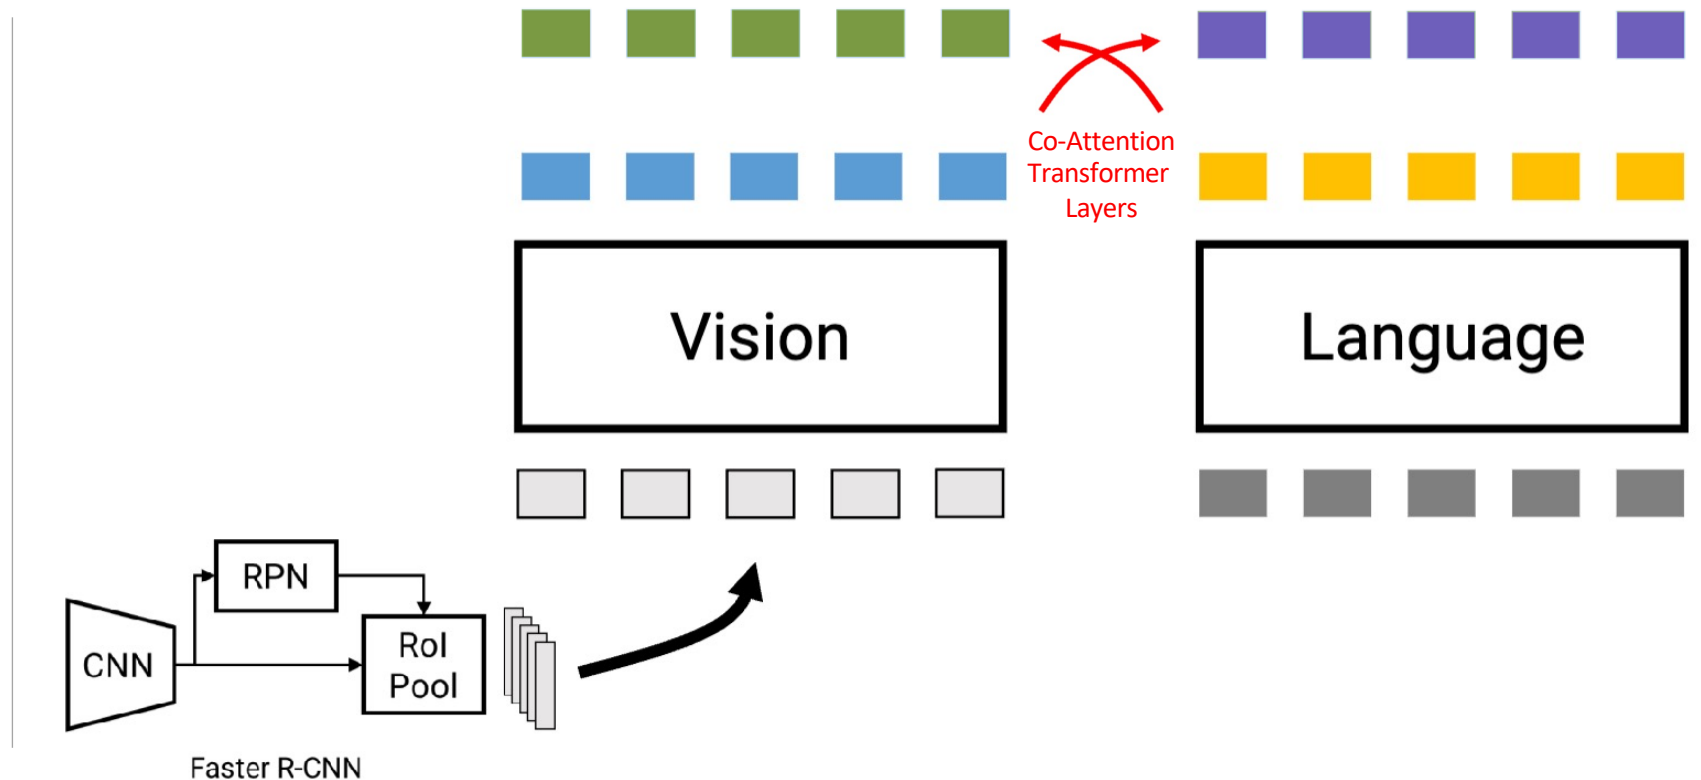 Co-Attention
Transformer
Layers
Vision
Language
RPN
CNN
RoI
Pool
Faster R-CNN